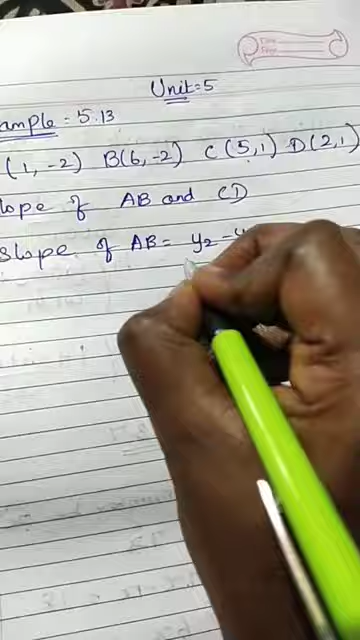 Unit=5
ample = 5.13
(1, -2) B(6, -2) C(5, 1) D(2, 1)
lope of AB and CD
slope of AB = y₂ -